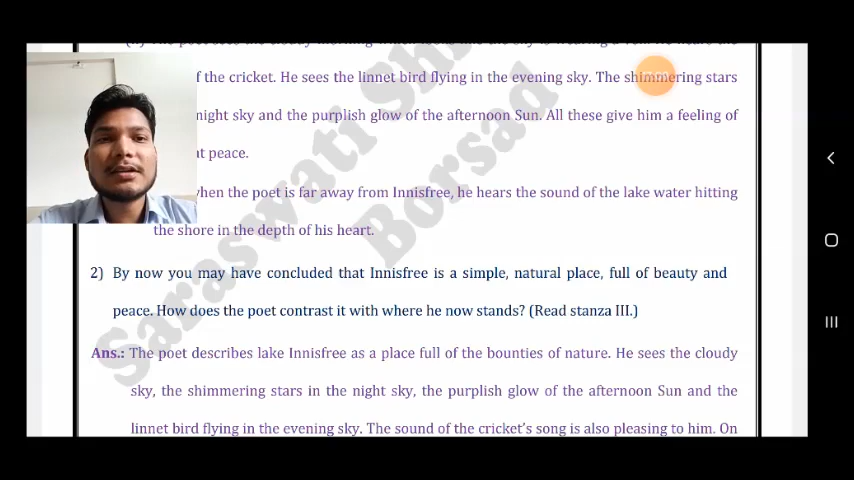 f the cricket. He sees the linnet bird flying in the evening sky. The shimmering stars
night sky and the purplish glow of the afternoon Sun. All these give him a feeling of
at peace.
when the poet is far away from Innisfree, he hears the sound of the lake water hitting
the shore in the depth of his heart.
2) By now you may have concluded that Innisfree is a simple, natural place, full of beauty and
peace. How does the poet contrast it with where he now stands? (Read stanza III.)
Ans.: The poet describes lake Innisfree as a place full of the bounties of nature. He sees the cloudy
sky, the shimmering stars in the night sky, the purplish glow of the afternoon Sun and the
linnet bird flying in the evening sky. The sound of the cricket's song is also pleasing to him. On
Saraswati
Borsad